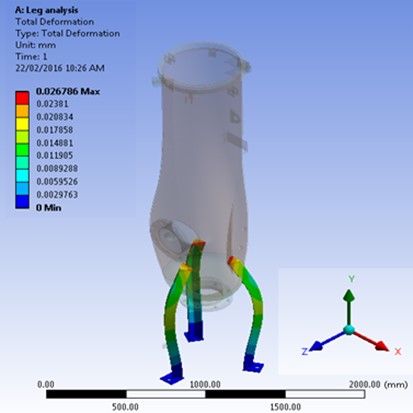 A: Leg analysis
Total Deformation
Type: Total Deformation
Unit: mm
Time: 1
22/02/2016 10:26 AM
0.026786 Max
0.02381
0.020834
0.017858
0.014881
0.011905
0.0089288
0.0059526
0.0029763
0 Min
Y
Z
X
0.00
1000.00
2000.00 (mm)
500.00
1500.00